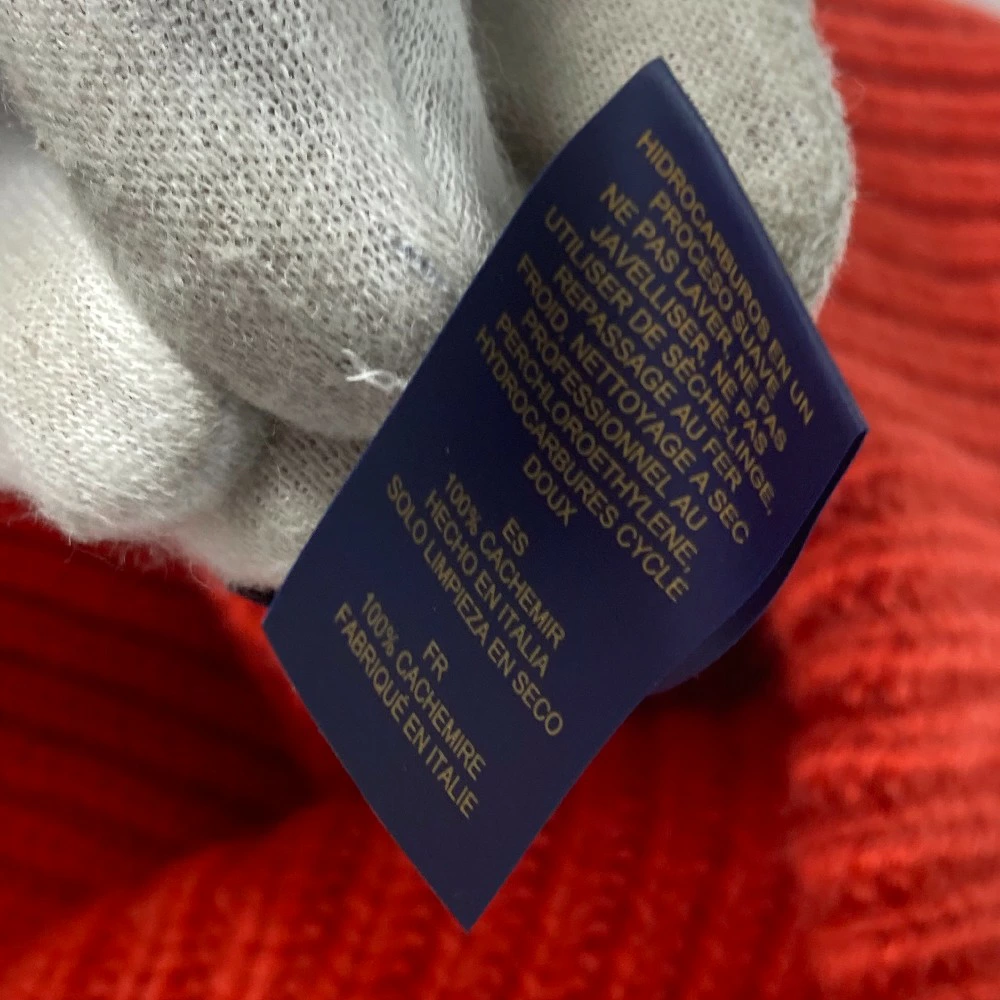 HIDROCARBUROS EN UN
PROCESO SUAVE
NE PAS LAVER, NE PAS
JAVELLISER, NE PAS
UTILISER DE SÈCHE-LINGE,
REPASSAGE AU FER
FROID, NETTOYAGE A SEC
PROFESSIONNEL AU
PERCHLOROETHYLENE,
HYDROCARBURES CYCLE
DOUX
ES
100% CACHEMIR
HECHO EN ITALIA
SOLO LIMPIEZA EN SECO
FR
100% CACHEMIRE
FABRIQUÉ EN ITALIE